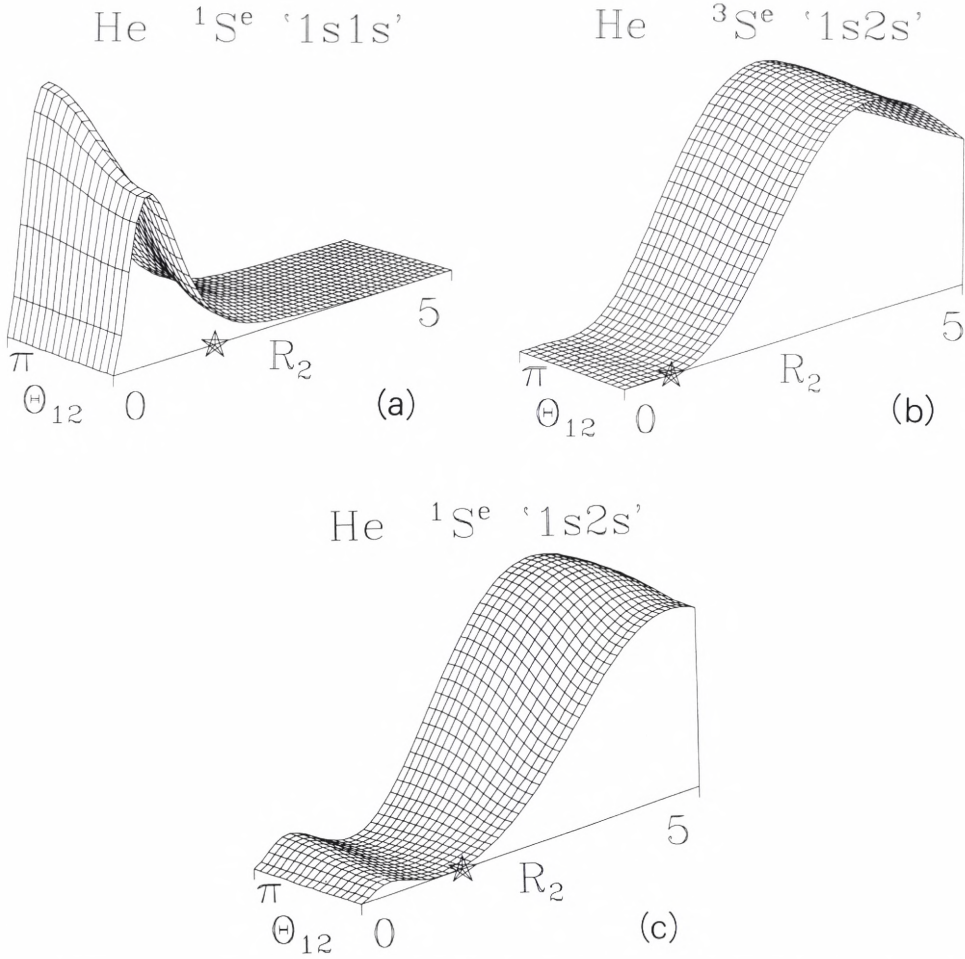 He ¹Sᵉ ‘1s1s’
π
Θ₁₂
0
R₂
5
(a)
He ³Sᵉ ‘1s2s’
π
Θ₁₂
0
R₂
5
(b)
He ¹Sᵉ ‘1s2s’
π
Θ₁₂
0
R₂
5
(c)